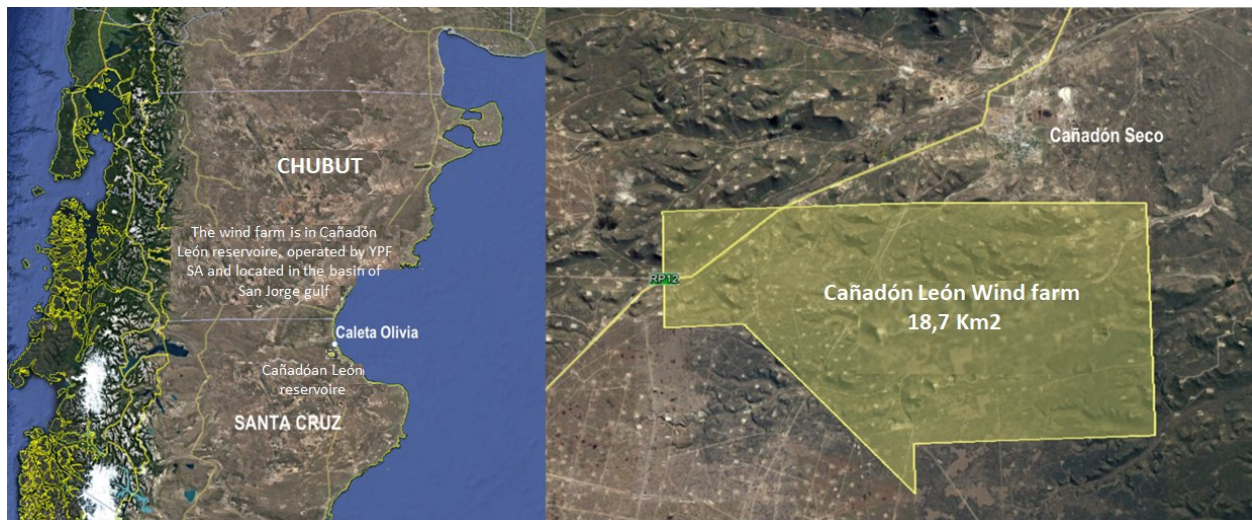 CHUBUT
The wind farm is in Cañadón
León reservoire, operated by YPF
SA and located in the basin of
San Jorge gulf
Caleta Olivia
Cañadóan León
reservoire
SANTA CRUZ
Cañadón Seco
RP12
Cañadón León Wind farm
18,7 Km2